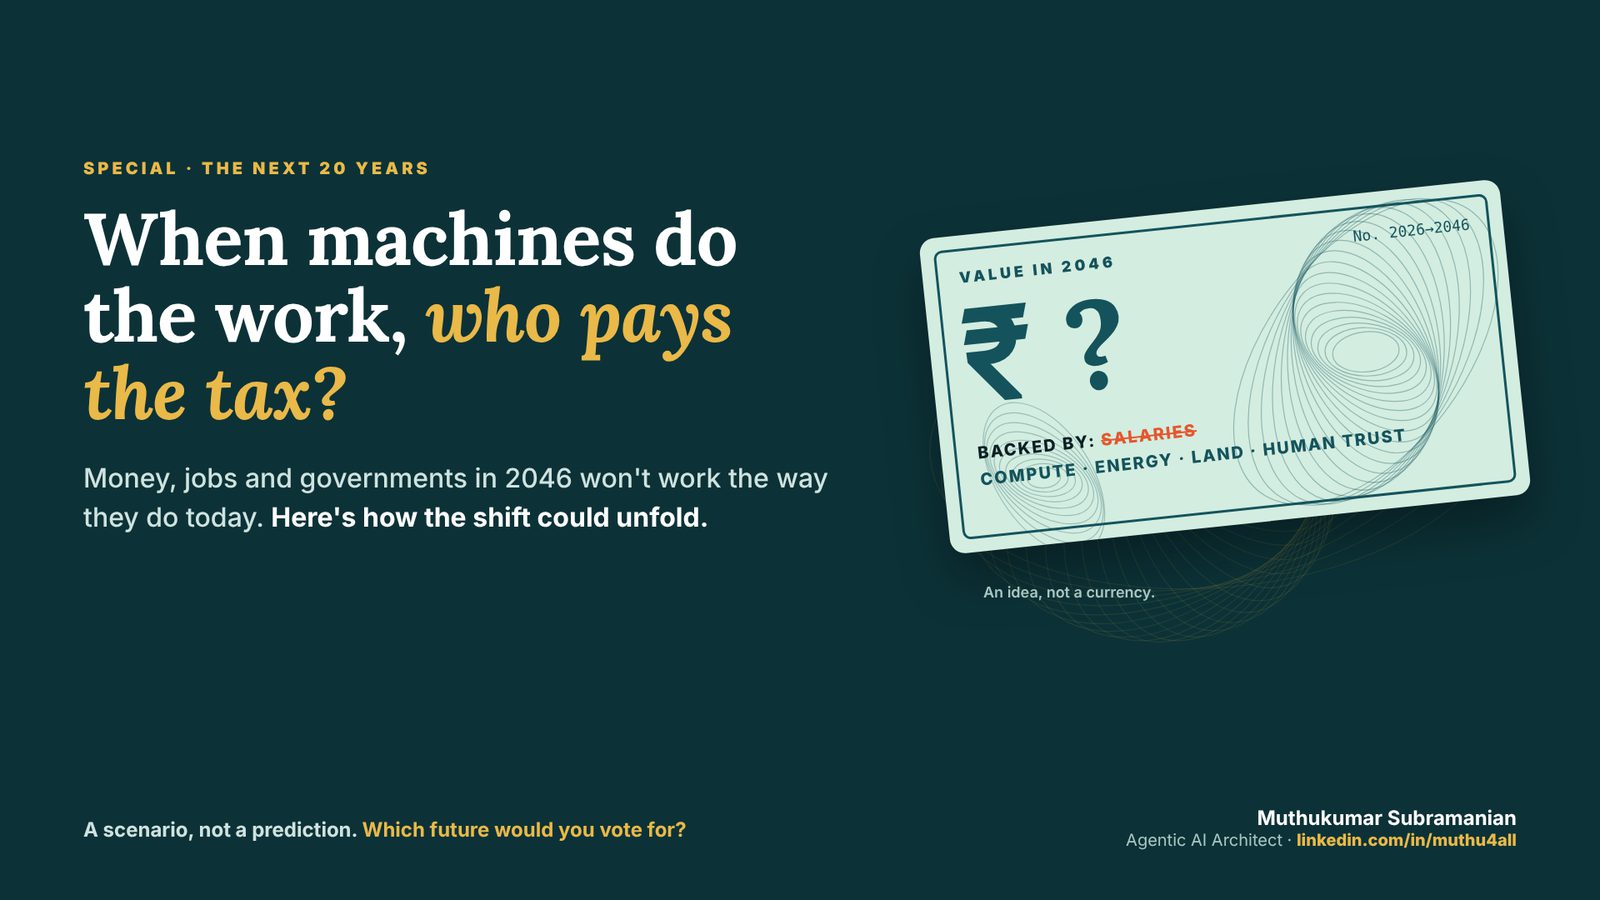 SPECIAL · THE NEXT 20 YEARS
When machines do
the work, who pays
the tax?
Money, jobs and governments in 2046 won't work the way
they do today. Here's how the shift could unfold.
No. 2026→2046
VALUE IN 2046
₹ ?
BACKED BY: SALARIES
COMPUTE · ENERGY · LAND · HUMAN TRUST
An idea, not a currency.
A scenario, not a prediction. Which future would you vote for?
Muthukumar Subramanian
Agentic AI Architect · linkedin.com/in/muthu4all